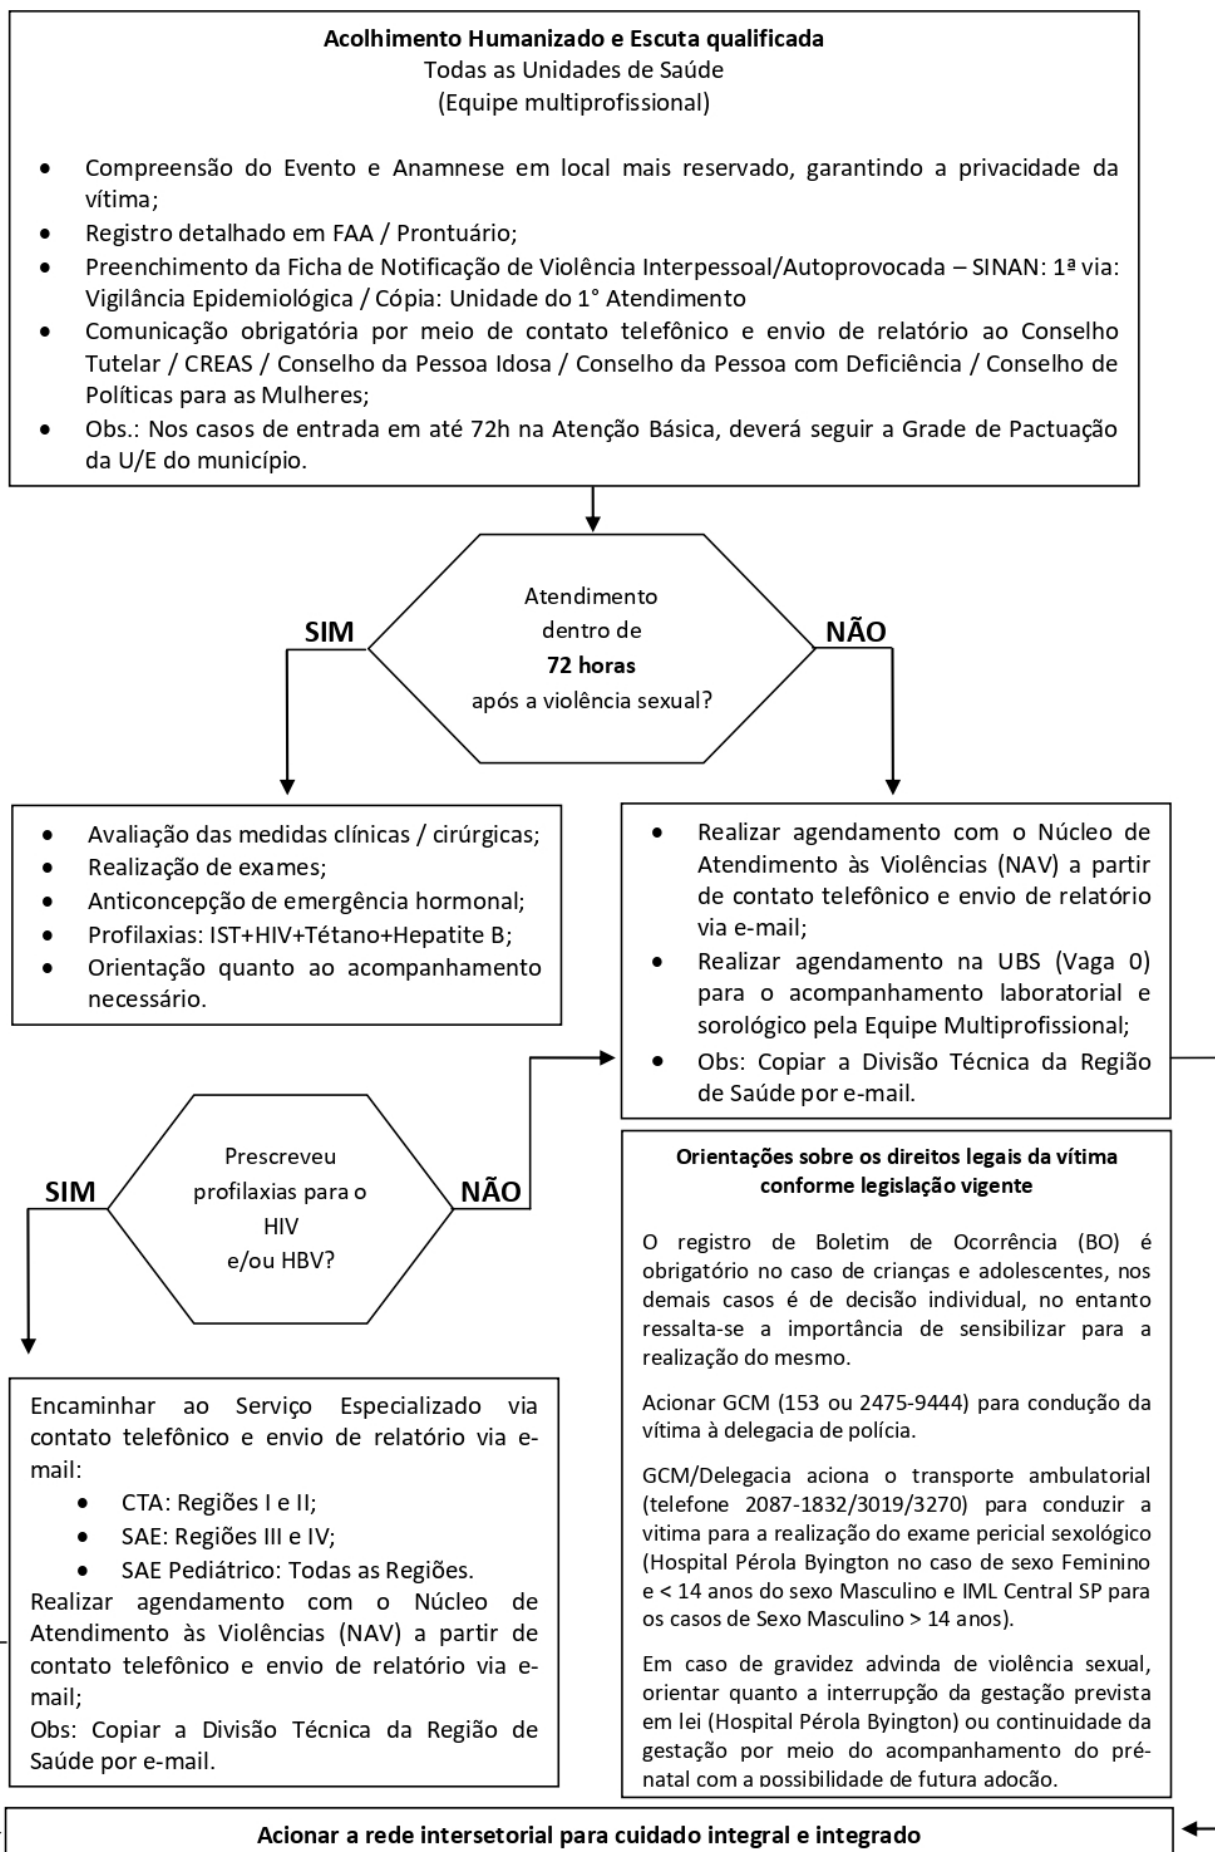 Acolhimento Humanizado e Escuta qualificada
Todas as Unidades de Saúde
(Equipe multiprofissional)
• Compreensão do Evento e Anamnese em local mais reservado, garantindo a privacidade da
vítima;
• Registro detalhado em FAA / Prontuário;
• Preenchimento da Ficha de Notificação de Violência Interpessoal/Autoprovocada – SINAN: 1ª via:
Vigilância Epidemiológica / Cópia: Unidade do 1° Atendimento
• Comunicação obrigatória por meio de contato telefônico e envio de relatório ao Conselho
Tutelar / CREAS / Conselho da Pessoa Idosa / Conselho da Pessoa com Deficiência / Conselho de
Políticas para as Mulheres;
• Obs.: Nos casos de entrada em até 72h na Atenção Básica, deverá seguir a Grade de Pactuação
da U/E do município.
Atendimento
dentro de
72 horas
após a violência sexual?
SIM
NÃO
• Avaliação das medidas clínicas / cirúrgicas;
• Realização de exames;
• Anticoncepção de emergência hormonal;
• Profilaxias: IST+HIV+Tétano+Hepatite B;
• Orientação quanto ao acompanhamento
necessário.
• Realizar agendamento com o Núcleo de
Atendimento às Violências (NAV) a partir
de contato telefônico e envio de relatório
via e-mail;
• Realizar agendamento na UBS (Vaga 0)
para o acompanhamento laboratorial e
sorológico pela Equipe Multiprofissional;
• Obs: Copiar a Divisão Técnica da Região
de Saúde por e-mail.
Prescreveu
profilaxias para o
HIV
e/ou HBV?
SIM
NÃO
Encaminhar ao Serviço Especializado via
contato telefônico e envio de relatório via e-
mail:
• CTA: Regiões I e II;
• SAE: Regiões III e IV;
• SAE Pediátrico: Todas as Regiões.
Realizar agendamento com o Núcleo de
Atendimento às Violências (NAV) a partir de
contato telefônico e envio de relatório via e-
mail;
Obs: Copiar a Divisão Técnica da Região de
Saúde por e-mail.
Orientações sobre os direitos legais da vítima
conforme legislação vigente
O registro de Boletim de Ocorrência (BO) é
obrigatório no caso de crianças e adolescentes, nos
demais casos é de decisão individual, no entanto
ressalta-se a importância de sensibilizar para a
realização do mesmo.
Acionar GCM (153 ou 2475-9444) para condução da
vítima à delegacia de polícia.
GCM/Delegacia aciona o transporte ambulatorial
(telefone 2087-1832/3019/3270) para conduzir a
vitima para a realização do exame pericial sexológico
(Hospital Pérola Byington no caso de sexo Feminino
e < 14 anos do sexo Masculino e IML Central SP para
os casos de Sexo Masculino > 14 anos).
Em caso de gravidez advinda de violência sexual,
orientar quanto a interrupção da gestação prevista
em lei (Hospital Pérola Byington) ou continuidade da
gestação por meio do acompanhamento do pré-
natal com a possibilidade de futura adoção.
Acionar a rede intersetorial para cuidado integral e integrado